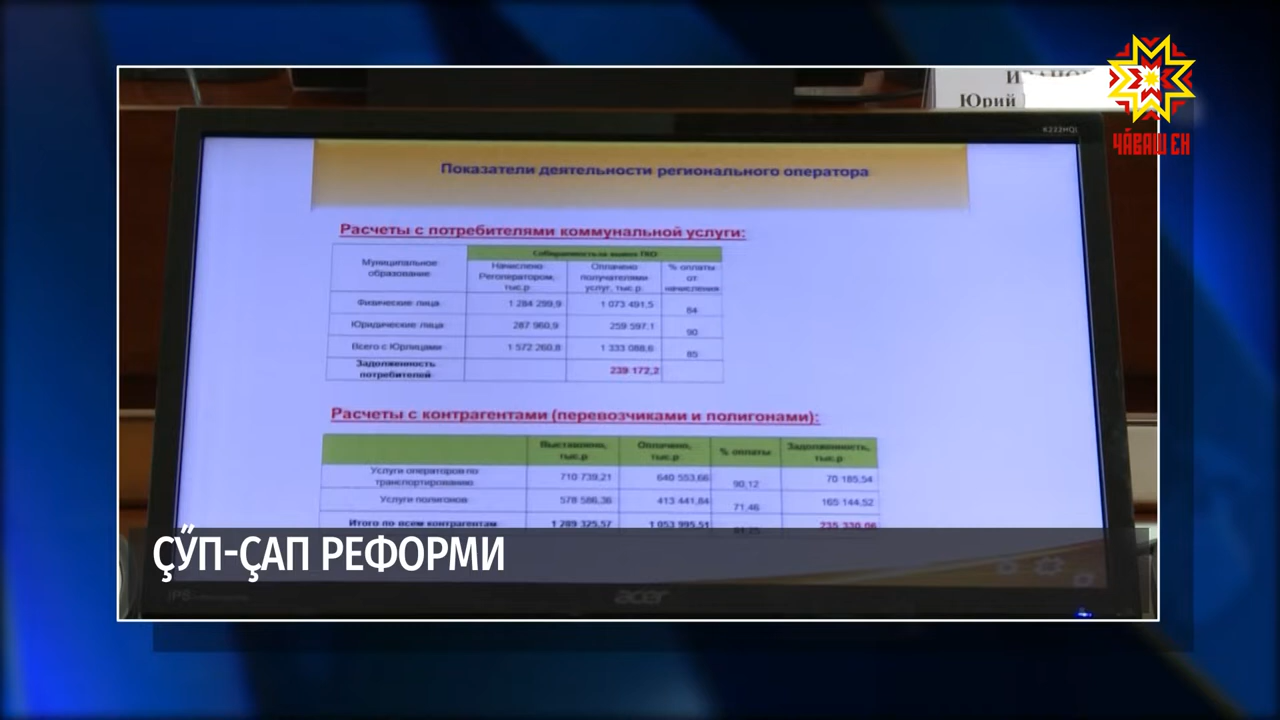 ИВАНОВ
Юрий
K222HQL
ЧĂВАШ ЕН
Показатели деятельности регионального оператора
Расчеты с потребителями коммунальной услуги:
Муниципальное образование
Собираемость за вывоз ТКО
Начислено Регоператором, тыс.р
Оплачено получателями услуг, тыс.р
% оплаты от начисления
Физические лица 1 284 299,9 1 073 491,5 84
Юридические лица 287 960,9 259 597,1 90
Всего с Юрлицами 1 572 260,8 1 333 088,6 85
Задолженность потребителей 239 172,2
Расчеты с контрагентами (перевозчиками и полигонами):
Выставлено, тыс.р Оплачено, тыс.р % оплаты Задолженность, тыс.р
Услуги операторов по транспортированию 710 739,21 640 553,66 90,12 70 185,54
Услуги полигонов 578 586,36 413 441,84 71,46 165 144,52
Итого по всем контрагентам 1 289 325,57 1 053 995,51 235 330,06
ÇӲП-ÇАП РЕФОРМИ
acer